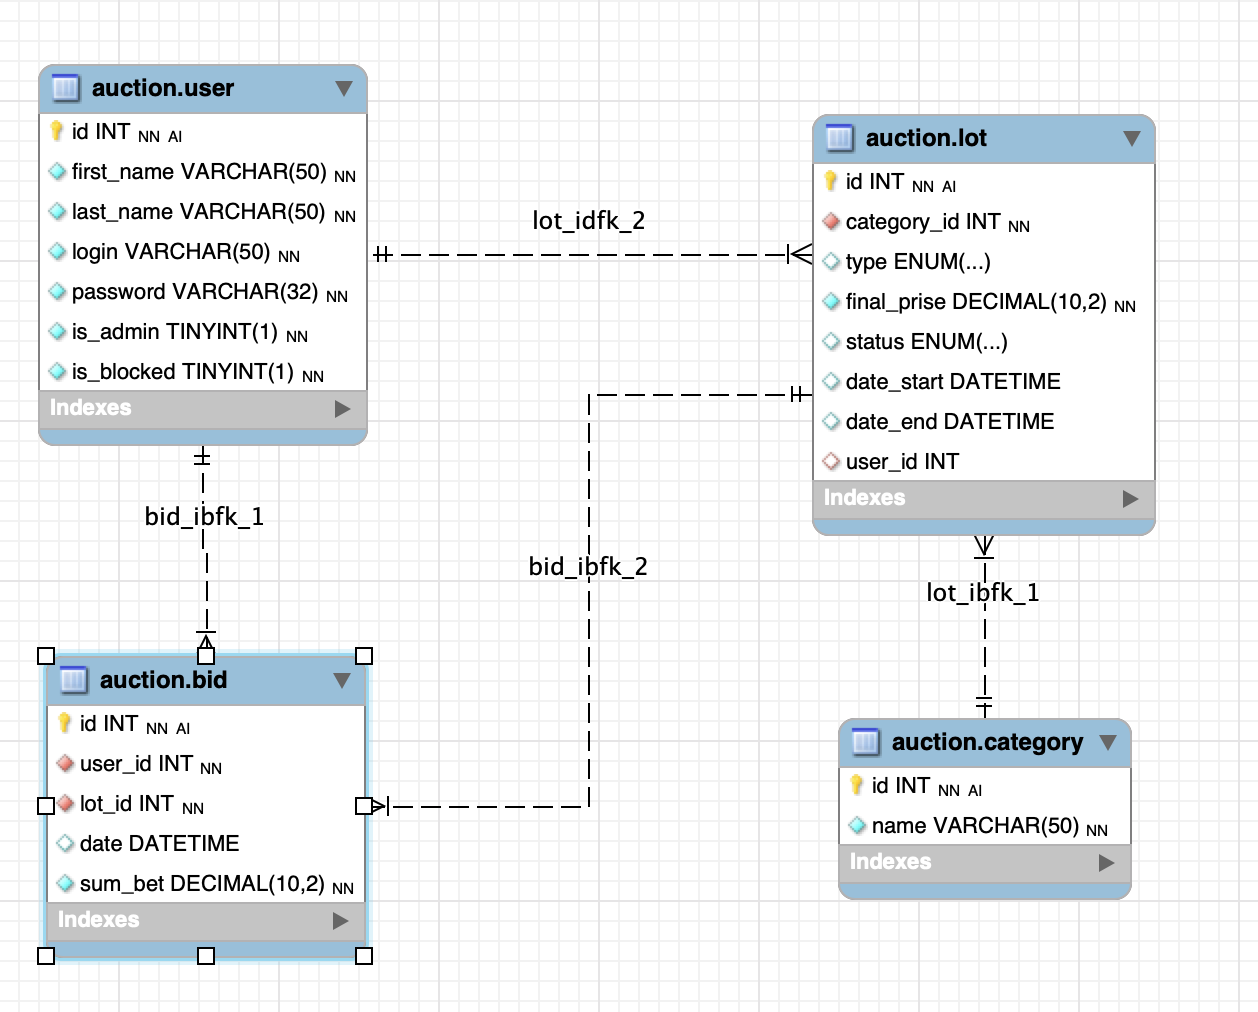 auction.user
id INT NN AI
first_name VARCHAR(50) NN
last_name VARCHAR(50) NN
login VARCHAR(50) NN
password VARCHAR(32) NN
is_admin TINYINT(1) NN
is_blocked TINYINT(1) NN
Indexes
lot_idfk_2
auction.lot
id INT NN AI
category_id INT NN
type ENUM(...)
final_prise DECIMAL(10,2) NN
status ENUM(...)
date_start DATETIME
date_end DATETIME
user_id INT
Indexes
bid_ibfk_1
bid_ibfk_2
lot_ibfk_1
auction.bid
id INT NN AI
user_id INT NN
lot_id INT NN
date DATETIME
sum_bet DECIMAL(10,2) NN
Indexes
auction.category
id INT NN AI
name VARCHAR(50) NN
Indexes